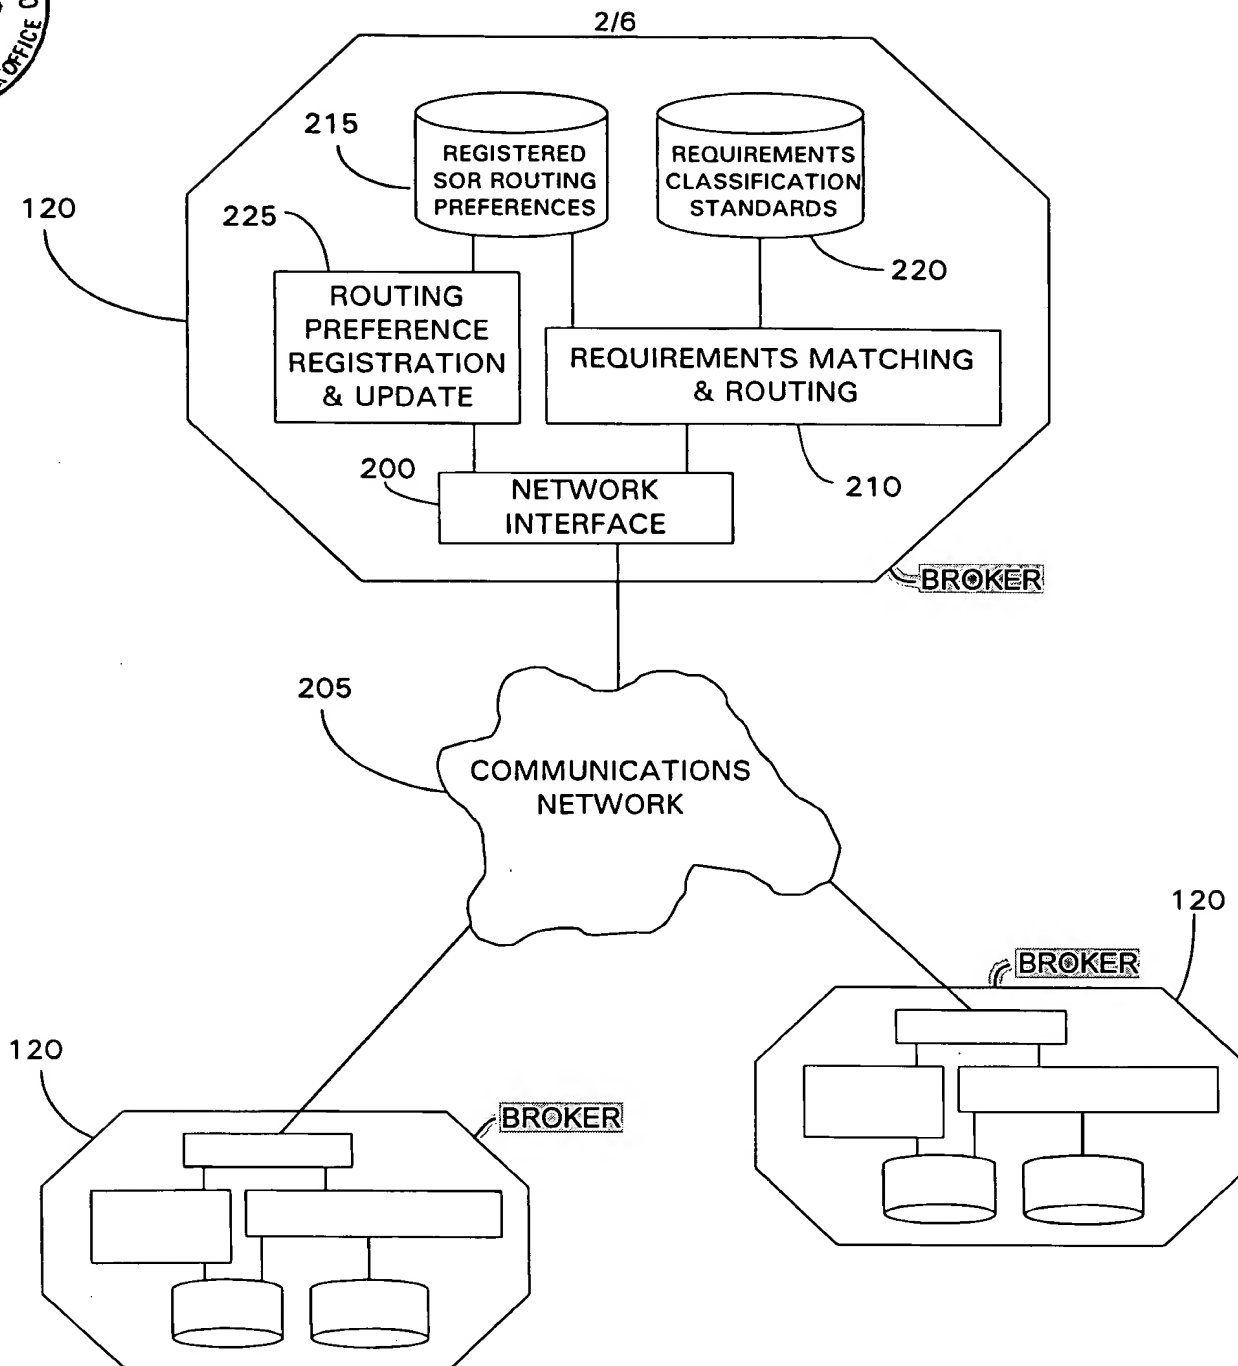 OFFICE
2/6
215
REGISTERED
SOR ROUTING
PREFERENCES
REQUIREMENTS
CLASSIFICATION
STANDARDS
120
225
220
ROUTING
PREFERENCE
REGISTRATION
& UPDATE
REQUIREMENTS MATCHING
& ROUTING
200
NETWORK
INTERFACE
210
BROKER
205
COMMUNICATIONS
NETWORK
120
BROKER
120
BROKER